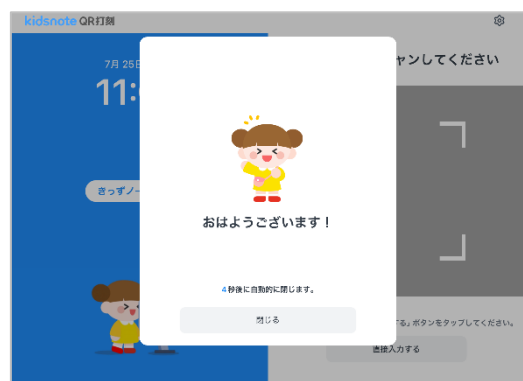 kidsnote QR打刻
7月 25日
11:
きっずノー
ャンしてください
おはようございます！
4 秒後に自動的に閉じます。
閉じる
する」ボタンをタップしてください。
直接入力する